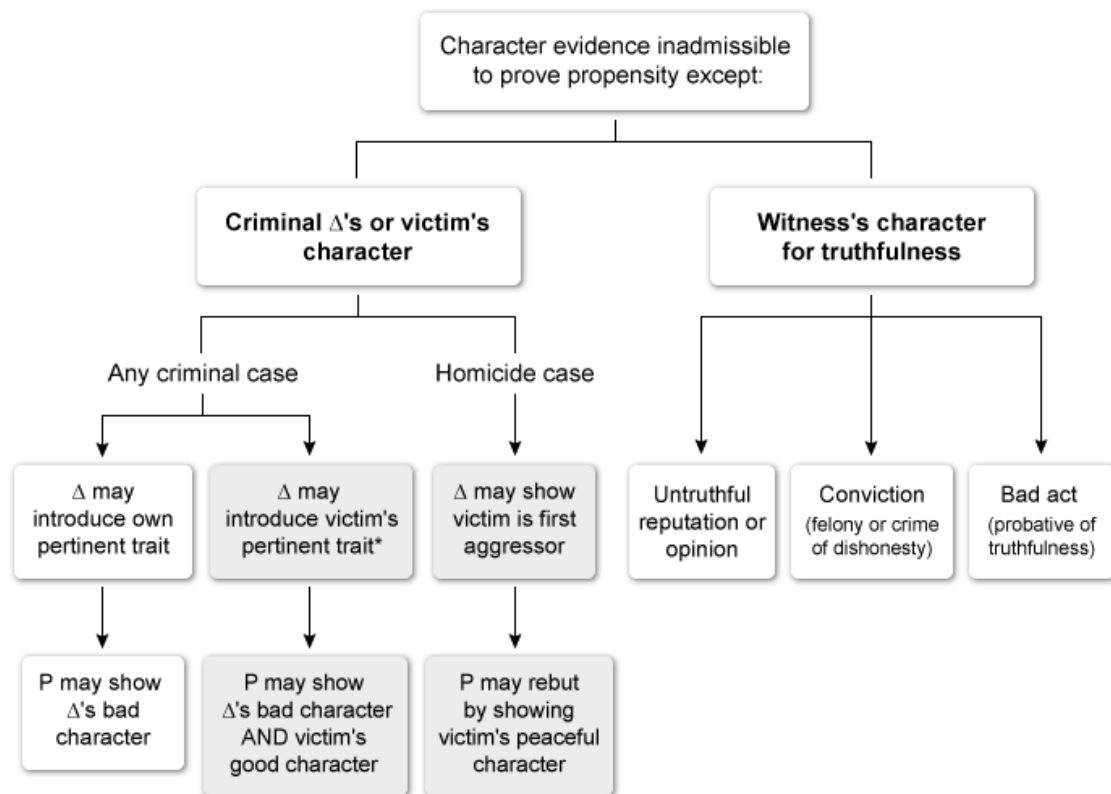 Character evidence inadmissible
to prove propensity except:
Criminal Δ's or victim's
character
Witness's character
for truthfulness
Any criminal case
Homicide case
Δ may
introduce own
pertinent trait
Δ may
introduce victim's
pertinent trait*
Δ may show
victim is first
aggressor
Untruthful
reputation or
opinion
Conviction
(felony or crime
of dishonesty)
Bad act
(probative of
truthfulness)
P may show
Δ's bad
character
P may show
Δ's bad character
AND victim's
good character
P may rebut
by showing
victim's peaceful
character